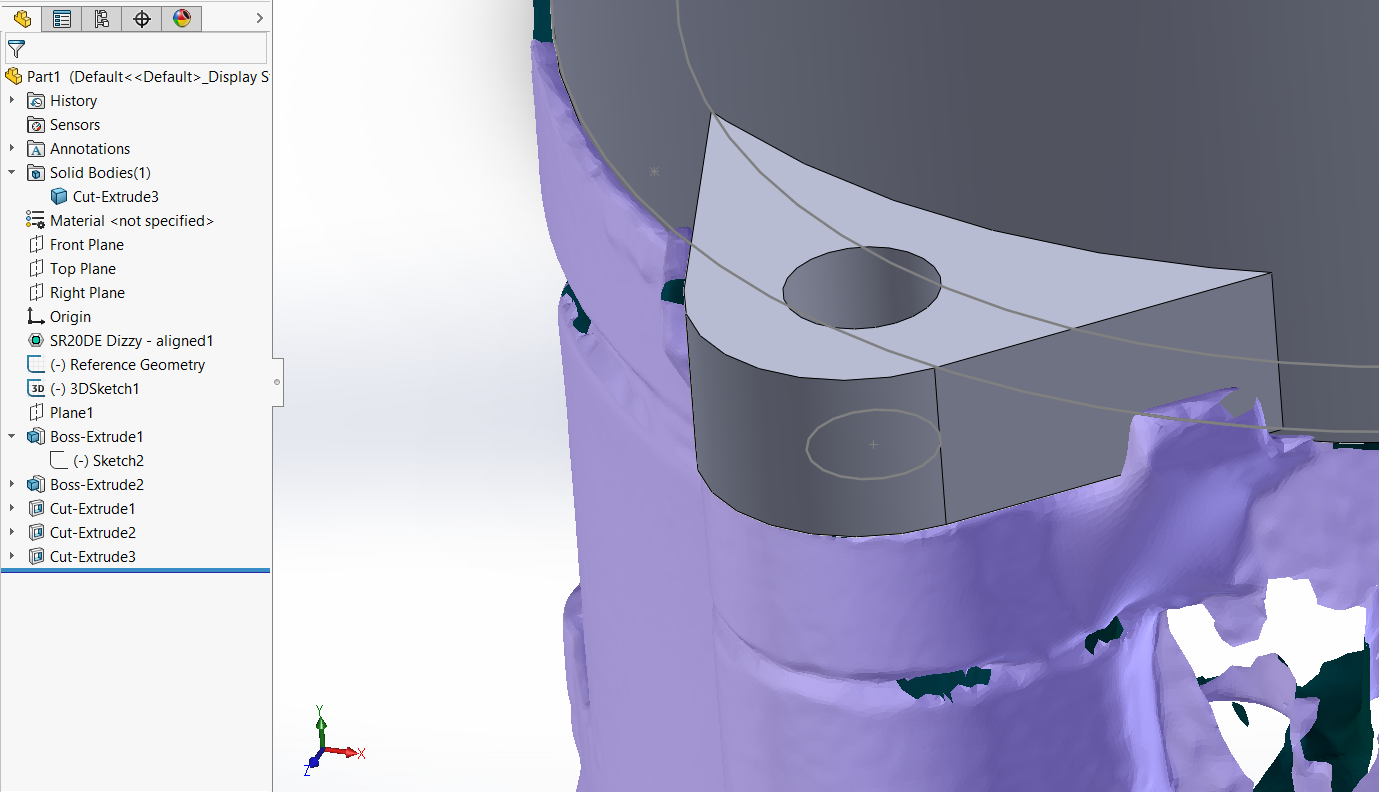 Part1 (Default<<Default>_Display S
History
Sensors
A Annotations
Solid Bodies(1)
Cut-Extrude3
Material <not specified>
Front Plane
Top Plane
Right Plane
Origin
SR20DE Dizzy - aligned1
(-) Reference Geometry
3D (-) 3DSketch1
Plane1
Boss-Extrude1
(-) Sketch2
Boss-Extrude2
Cut-Extrude1
Cut-Extrude2
Cut-Extrude3
Y
X
Z